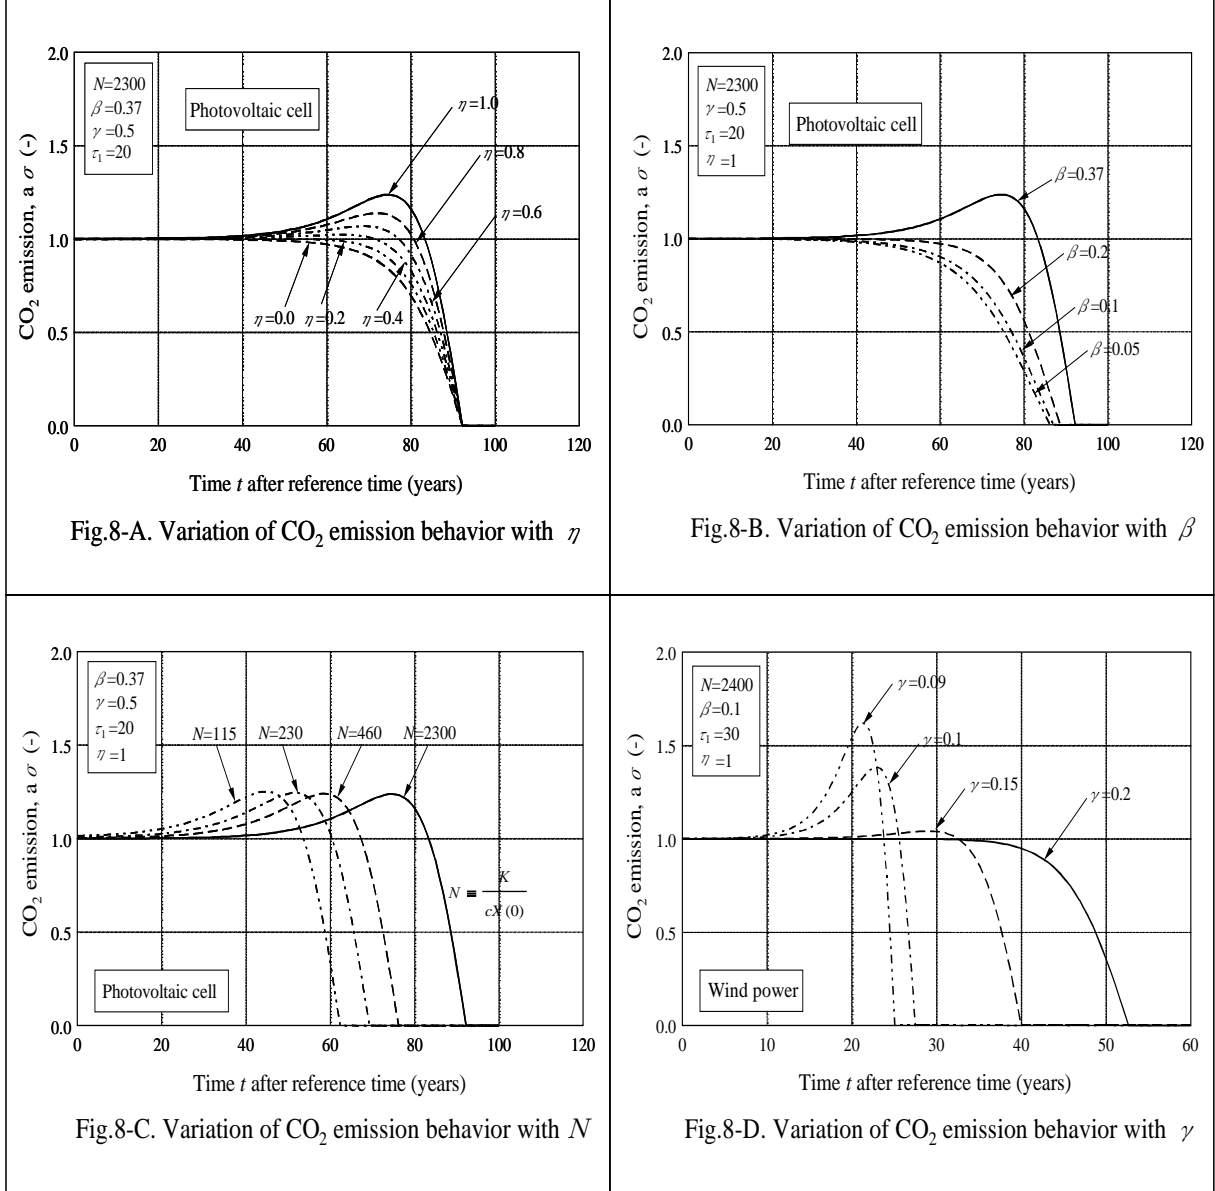 2.0
1.5
1.0
0.5
0.0
CO₂ emission, a σ (-)
N=2300
β=0.37
γ=0.5
τ₁=20
Photovoltaic cell
η=1.0
η=0.8
η=0.6
η=0.0 η=0.2 η=0.4
0 20 40 60 80 100 120
Time t after reference time (years)
Fig.8-A. Variation of CO₂ emission behavior with η
2.0
1.5
1.0
0.5
0.0
CO₂ emission, a σ (-)
N=2300
γ=0.5
τ₁=20
η=1
Photovoltaic cell
β=0.37
β=0.2
β=0.1
β=0.05
0 20 40 60 80 100 120
Time t after reference time (years)
Fig.8-B. Variation of CO₂ emission behavior with β
2.0
1.5
1.0
0.5
0.0
CO₂ emission, a σ (-)
β=0.37
γ=0.5
τ₁=20
η=1
N=115 N=230 N=460 N=2300
N ≡ K
cX(0)
Photovoltaic cell
0 20 40 60 80 100 120
Time t after reference time (years)
Fig.8-C. Variation of CO₂ emission behavior with N
2.0
1.5
1.0
0.5
0.0
CO₂ emission, a σ (-)
N=2400
β=0.1
τ₁=30
η=1
γ=0.09
γ=0.1
γ=0.15
γ=0.2
Wind power
0 10 20 30 40 50 60
Time t after reference time (years)
Fig.8-D. Variation of CO₂ emission behavior with γ